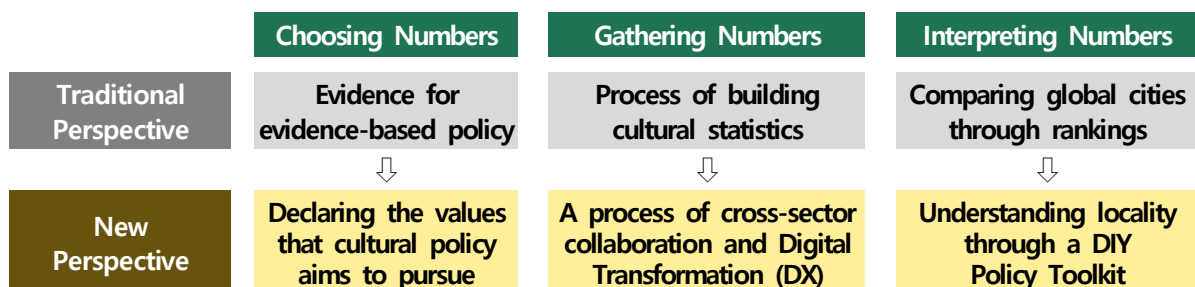 Choosing Numbers
Gathering Numbers
Interpreting Numbers
Traditional
Perspective
Evidence for
evidence-based policy
Process of building
cultural statistics
Comparing global cities
through rankings
New
Perspective
Declaring the values
that cultural policy
aims to pursue
A process of cross-sector
collaboration and Digital
Transformation (DX)
Understanding locality
through a DIY
Policy Toolkit